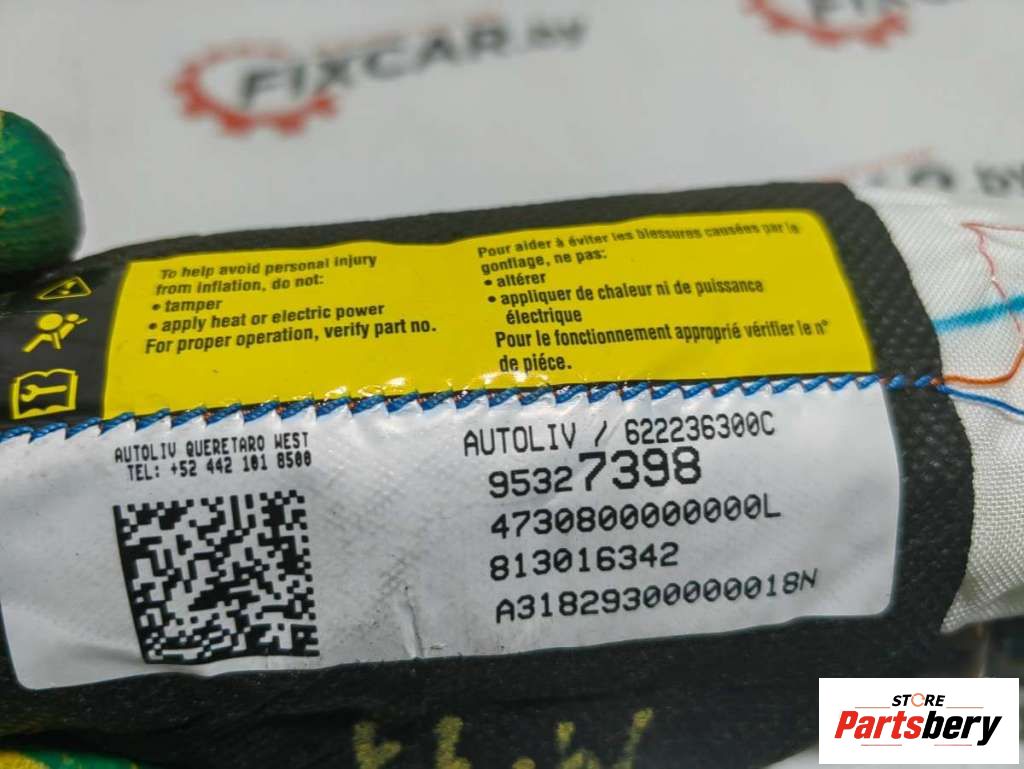 FIXCAR.by
To help avoid personal injury
from inflation, do not:
• tamper
• apply heat or electric power
For proper operation, verify part no.
Pour aider à éviter les blessures causées par le
gonflage, ne pas:
• altérer
• appliquer de chaleur ni de puissance
électrique
Pour le fonctionnement approprié vérifier le n°
de piéce.
AUTOLIV QUERETARO WEST
TEL: +52 442 101 8500
AUTOLIV / 622236300C
95327398
4730800000000L
813016342
A31829300000018N
STORE
Partsbery